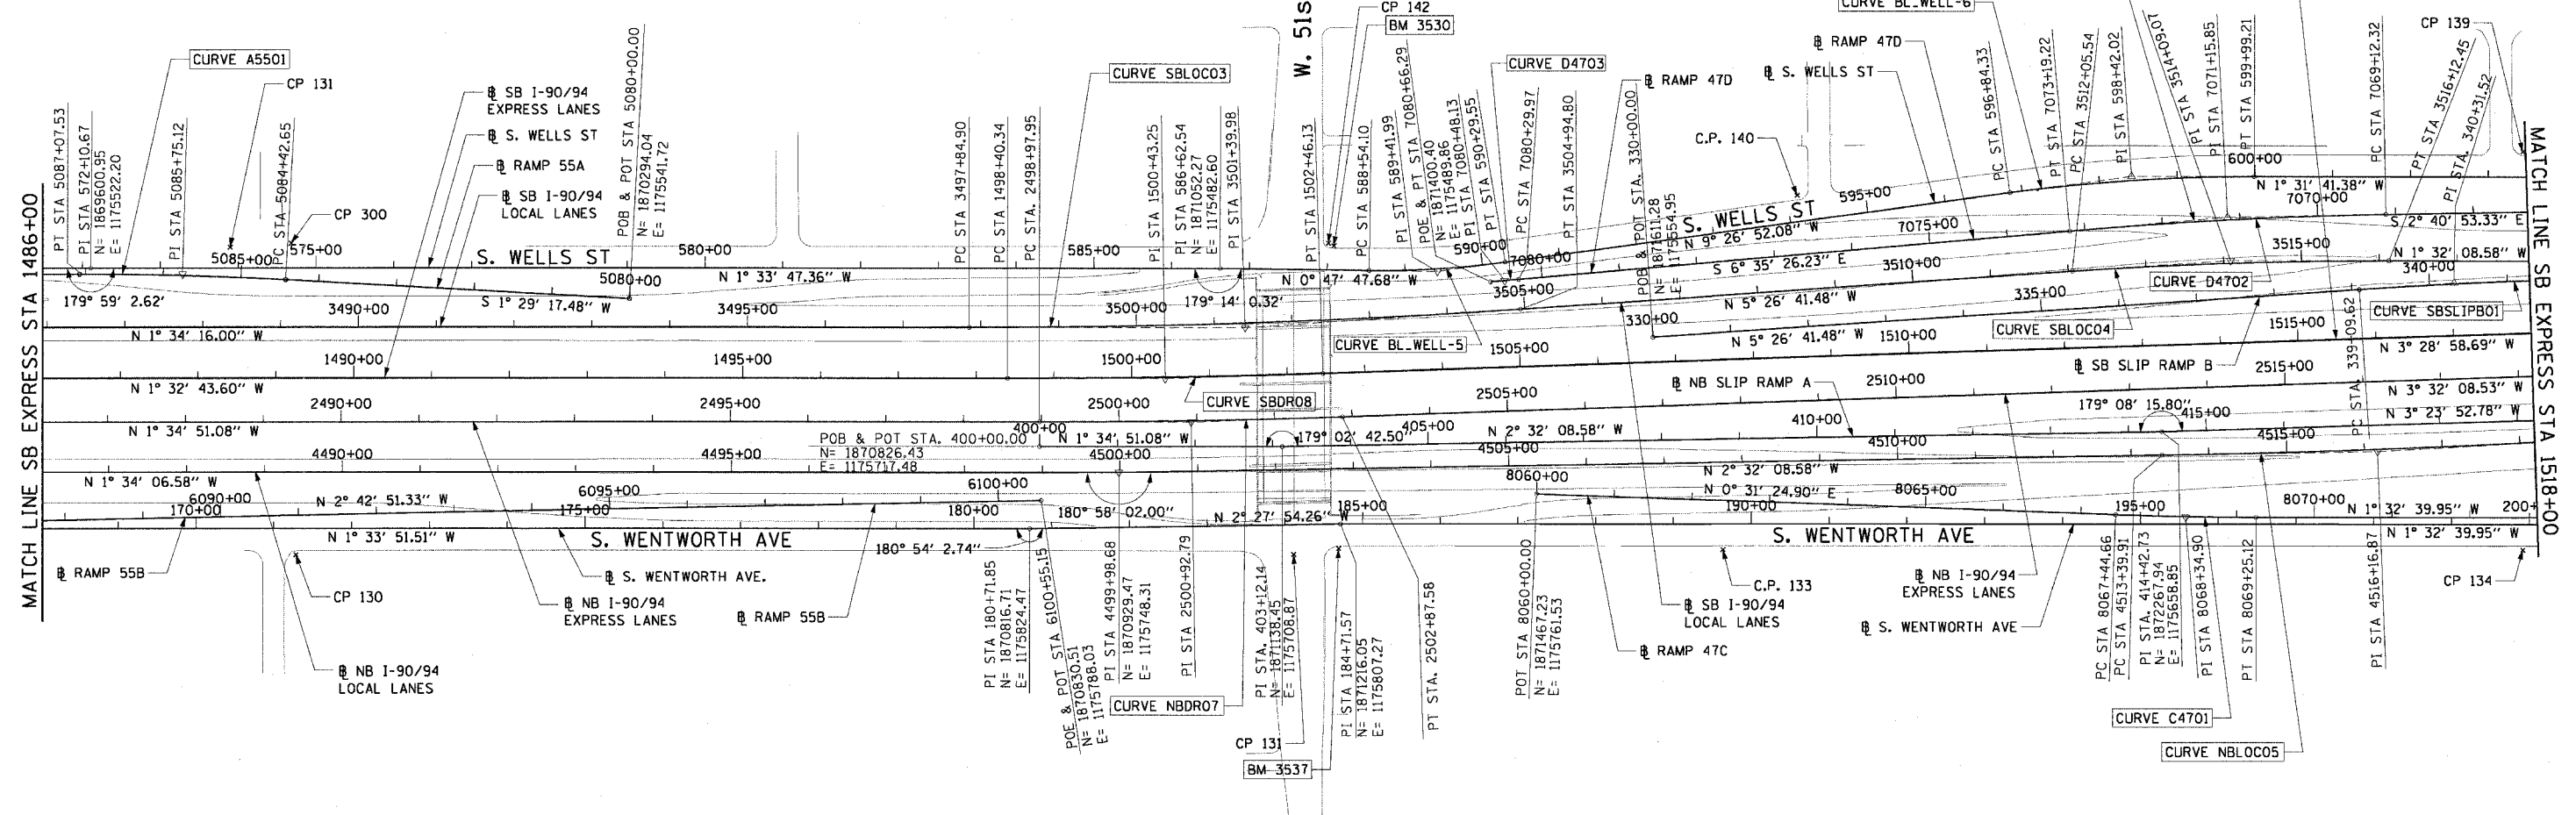 MATCH LINE SB EXPRESS STA 1486+00
PT STA 5087+07.53
PI STA 572+10.67
N= 1869600.95
E= 1175522.20
CURVE A5501
PI STA 5085+75.12
CP 131
PC STA 5084+42.65
CP 300
5085+00
575+00
179° 59' 2.62'
℄ SB I-90/94
EXPRESS LANES
℄ S. WELLS ST
℄ RAMP 55A
℄ SB I-90/94
LOCAL LANES
S. WELLS ST
POB & POT STA 5080+00.00
N= 1870294.04
E= 1175541.72
5080+00
580+00
N 1° 33' 47.36" W
S 1° 29' 17.48" W
585+00
3490+00
3495+00
3500+00
N 1° 34' 16.00" W
1490+00
1495+00
1500+00
N 1° 32' 43.60" W
2490+00
2495+00
2500+00
N 1° 34' 51.08" W
400+00
POB & POT STA. 400+00.00
N= 1870826.43
E= 1175717.48
N 1° 34' 51.08" W
4490+00
4495+00
4500+00
N 1° 34' 06.58" W
6090+00
170+00
N 2° 42' 51.33" W
6095+00
175+00
6100+00
180+00
N 1° 33' 51.51" W
S. WENTWORTH AVE
180° 54' 2.74"
180° 58' 02.00"
N 2° 27' 54.26" W
℄ RAMP 55B
CP 130
℄ S. WENTWORTH AVE.
℄ NB I-90/94
EXPRESS LANES
℄ RAMP 55B
℄ NB I-90/94
LOCAL LANES
PC STA 3497+84.90
PC STA 1498+40.34
PC STA. 2498+97.95
CURVE SBLOC03
PI STA 1500+43.25
PI STA 586+62.54
N= 1871052.27
E= 1175482.60
PI STA 3501+39.98
179° 14' 0.32'
W. 51s
CP 142
BM 3530
PT STA 1502+46.13
PC STA 588+54.10
PI STA 589+41.99
POE & PT STA 7080+66.29
N= 1871400.40
E= 1175489.86
PI STA 7080+48.13
PT STA 590+29.55
CURVE D4703
PC STA 7080+29.97
PT STA 3504+94.80
N 0° 47' 47.68" W
590+00
7080+00
3505+00
CURVE BL_WELL-5
CURVE SBDR08
℄ RAMP 47D
POB & POT STA. 330+00.00
N= 1871611.28
E= 1175554.95
℄ RAMP 47D
℄ S. WELLS ST
C.P. 140
S. WELLS ST
N 9° 26' 52.08" W
595+00
7075+00
S 6° 35' 26.23" E
3510+00
N 5° 26' 41.48" W
330+00
335+00
N 5° 26' 41.48" W
1505+00
1510+00
CURVE BL_WELL-6
PC STA 596+84.33
PT STA 7073+19.22
PC STA 3512+05.54
PI STA 598+42.02
PI STA 3514+09.07
PI STA 7071+15.85
PT STA 599+99.21
600+00
PC STA 7069+12.32
PT STA 3516+12.45
PI STA. 340+31.52
CP 139
N 1° 31' 41.38" W
7070+00
S 2° 40' 53.33" E
3515+00
N 1° 32' 08.58" W
340+00
CURVE D4702
CURVE SBLOC04
CURVE SBSLIPB01
1515+00
N 3° 28' 58.69" W
℄ SB SLIP RAMP B
PC STA. 339+09.62
2515+00
N 3° 32' 08.53" W
MATCH LINE SB EXPRESS STA 1518+00
2505+00
2510+00
℄ NB SLIP RAMP A
179° 08' 15.80"
415+00
N 3° 23' 52.78" W
179° 02' 42.50"
405+00
N 2° 32' 08.58" W
410+00
4505+00
4510+00
4515+00
N 2° 32' 08.58" W
8060+00
N 0° 31' 24.90" E
8065+00
8070+00
N 1° 32' 39.95" W
200+
185+00
190+00
195+00
S. WENTWORTH AVE
N 1° 32' 39.95" W
PI STA 180+71.85
N= 1870816.71
E= 1175824.47
POE & POT STA 6100+55.15
N= 1870830.51
E= 1175788.03
PI STA 4499+98.68
N= 1870929.47
E= 1175748.31
PI STA 2500+92.79
CURVE NBDR07
PI STA. 403+12.14
N= 1871138.45
E= 1175708.87
CP 131
BM 3537
PI STA 184+71.57
N= 1871216.05
E= 1175807.27
PT STA. 2502+87.58
POT STA 8060+00.00
N= 1871467.23
E= 1175761.53
℄ SB I-90/94
LOCAL LANES
℄ RAMP 47C
C.P. 133
℄ NB I-90/94
EXPRESS LANES
℄ S. WENTWORTH AVE
PC STA 8067+44.66
PC STA 4513+39.91
PI STA. 414+42.73
N= 1872267.94
E= 1175658.85
PI STA 8068+34.90
PT STA 8069+25.12
CURVE C4701
CURVE NBLOC05
PI STA 4516+16.87
CP 134